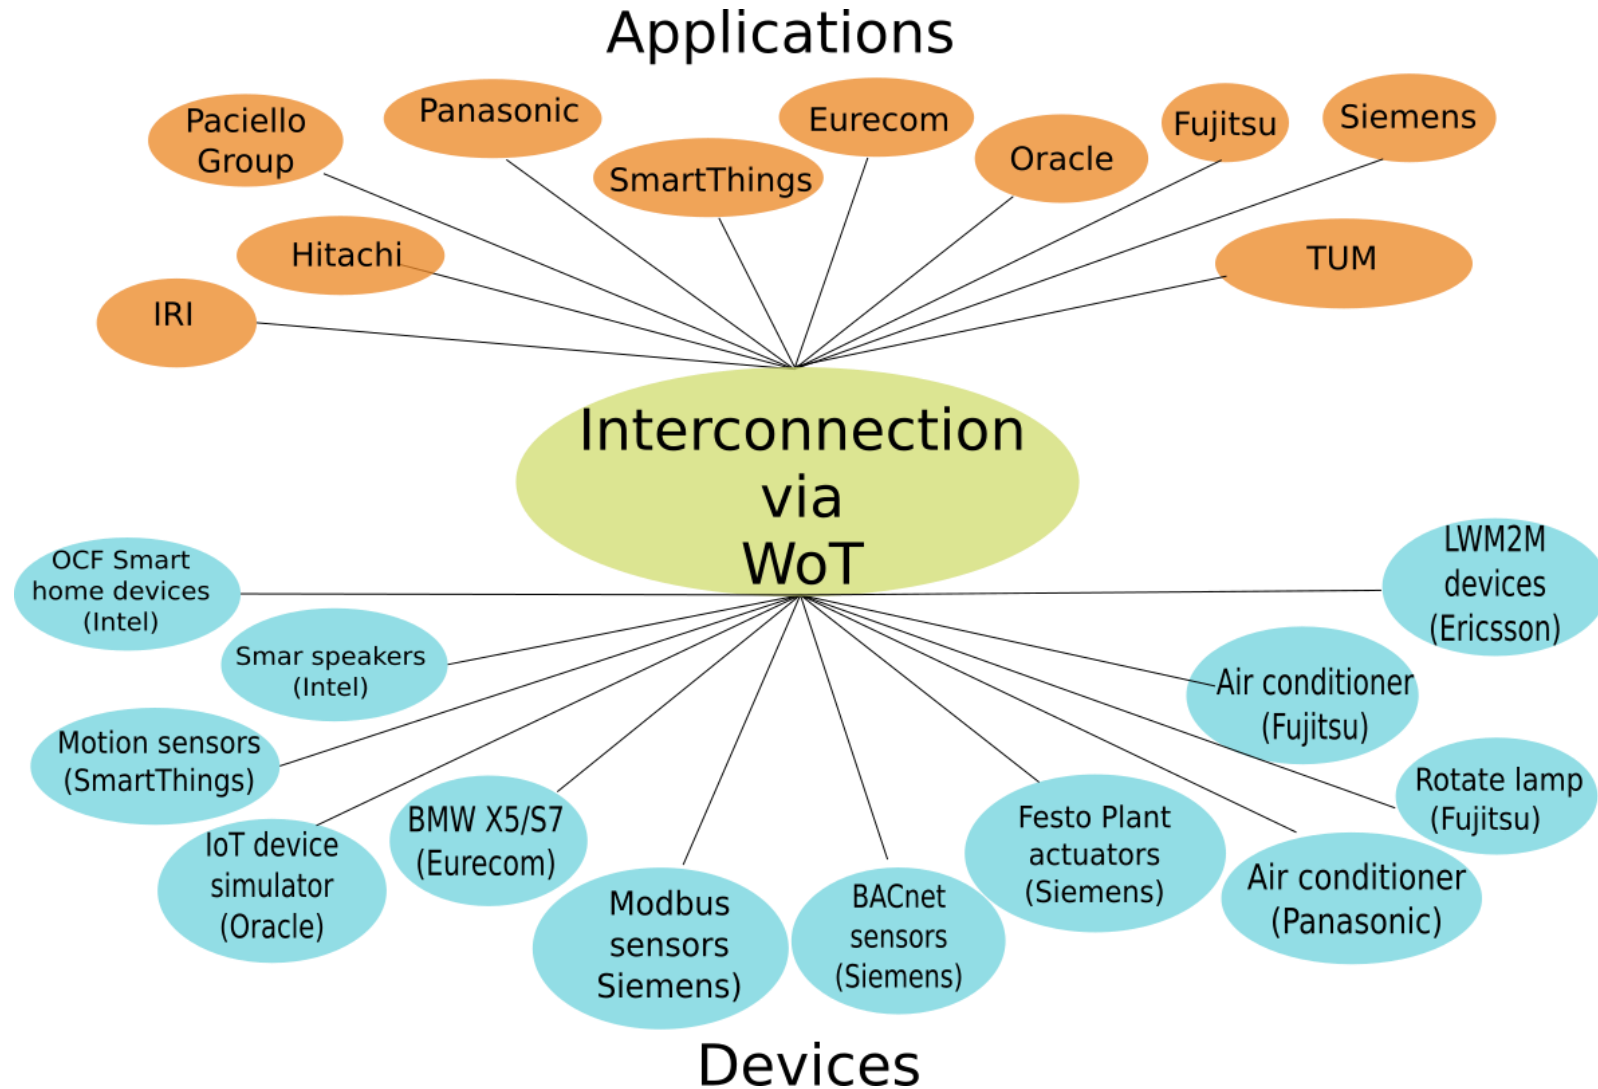 Applications
Paciello
Group
Panasonic
SmartThings
Eurecom
Oracle
Fujitsu
Siemens
Hitachi
TUM
IRI
Interconnection
via
WoT
OCF Smart
home devices
(Intel)
LWM2M
devices
(Ericsson)
Smar speakers
(Intel)
Air conditioner
(Fujitsu)
Motion sensors
(SmartThings)
Rotate lamp
(Fujitsu)
IoT device
simulator
(Oracle)
BMW X5/S7
(Eurecom)
Modbus
sensors
Siemens)
BACnet
sensors
(Siemens)
Festo Plant
actuators
(Siemens)
Air conditioner
(Panasonic)
Devices